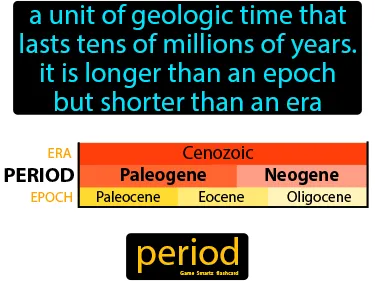 a unit of geologic time that
lasts tens of millions of years.
it is longer than an epoch
but shorter than an era
ERA Cenozoic
PERIOD Paleogene Neogene
EPOCH Paleocene Eocene Oligocene
period
Game Smartz flashcard